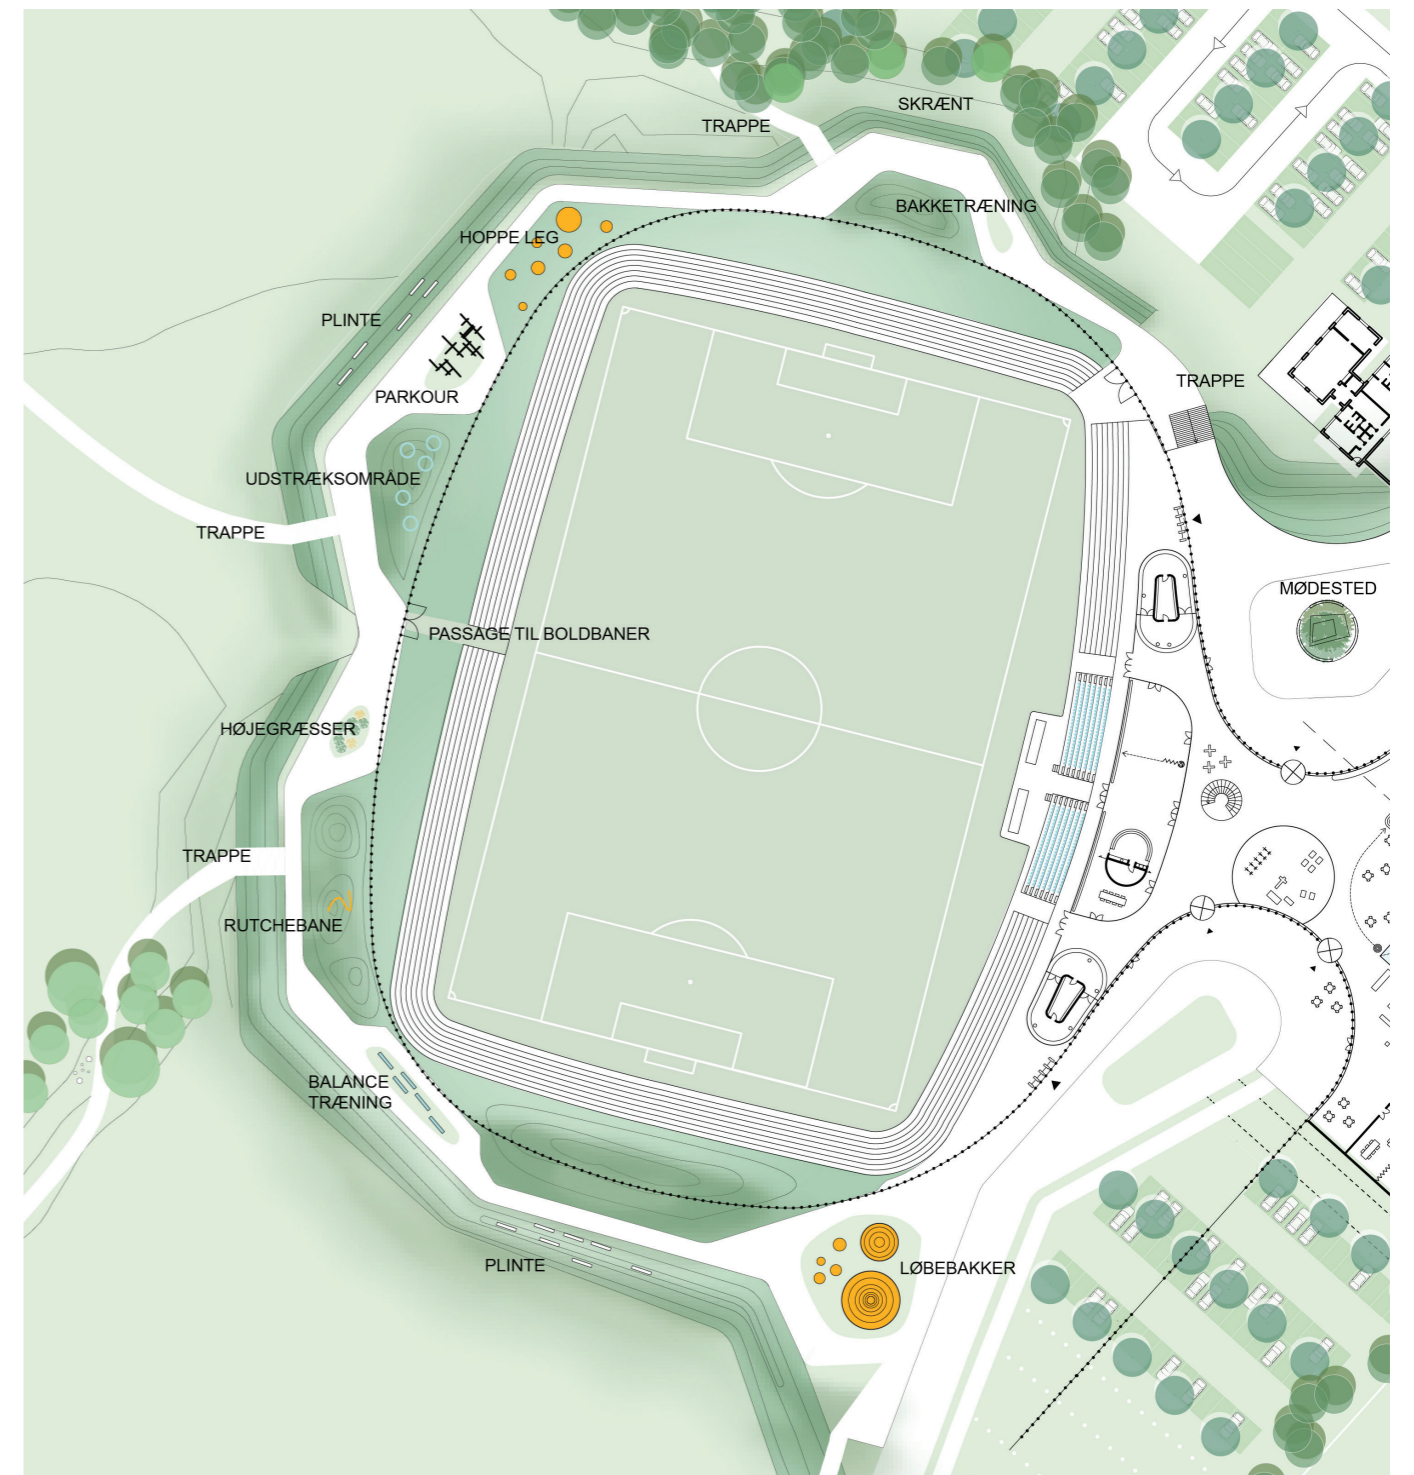 SKRÆNT
TRAPPE
BAKKETRÆNING
HOPPE LEG
PLINTE
TRAPPE
PARKOUR
UDSTRÆKSOMRÅDE
TRAPPE
MØDESTED
PASSAGE TIL BOLDBANER
HØJEGRÆSSER
TRAPPE
RUTCHEBANE
BALANCE
TRÆNING
PLINTE
LØBEBAKKER